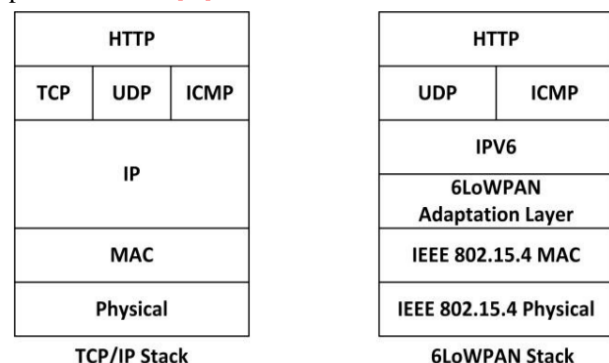 HTTP
TCP UDP ICMP
IP
MAC
Physical
TCP/IP Stack
HTTP
UDP ICMP
IPV6
6LoWPAN
Adaptation Layer
IEEE 802.15.4 MAC
IEEE 802.15.4 Physical
6LoWPAN Stack